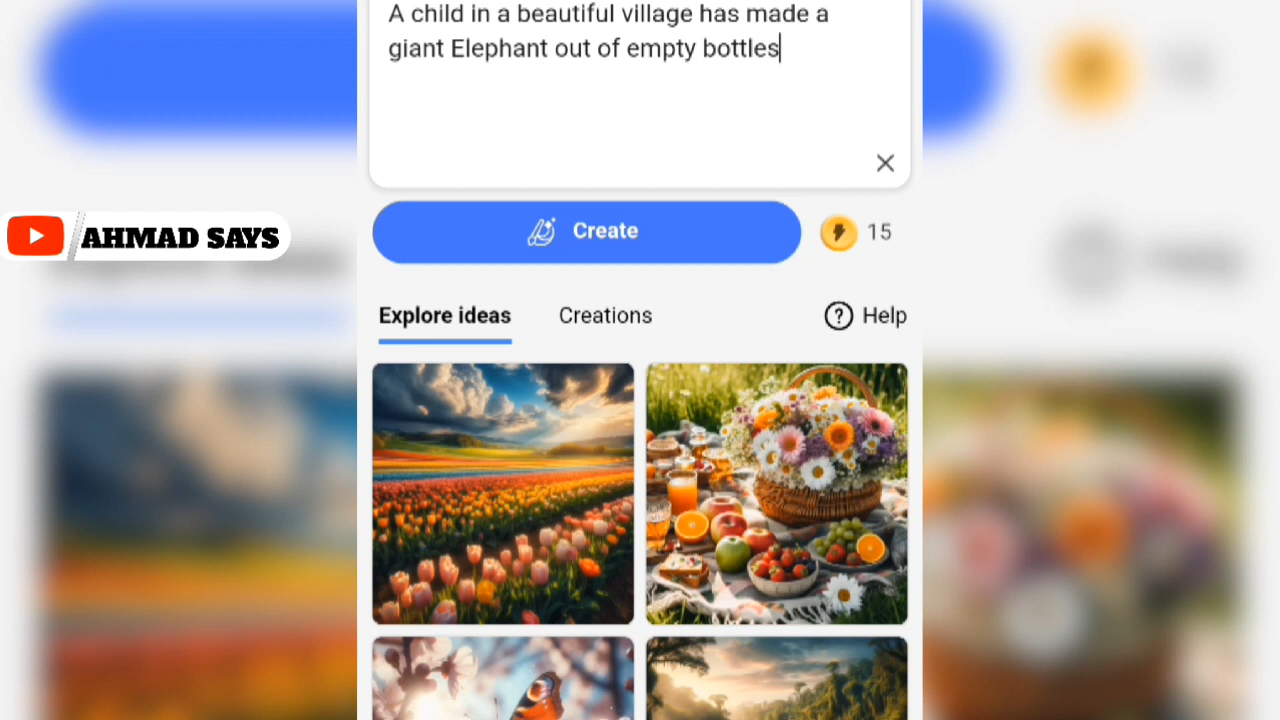 A child in a beautiful village has made a
giant Elephant out of empty bottles
Create
15
AHMAD SAYS
Explore ideas
Creations
Help